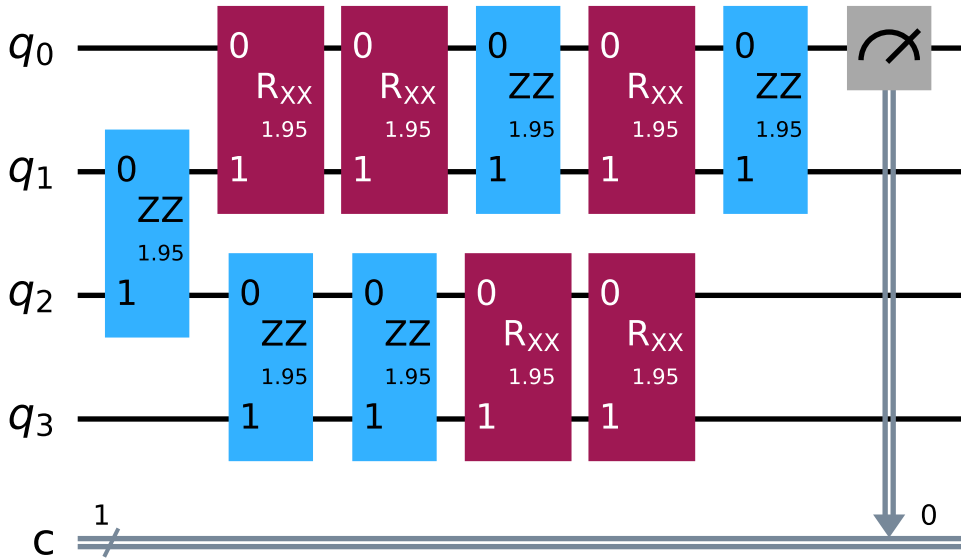 q0 0 RXX 1.95 1 0 RXX 1.95 1 0 ZZ 1.95 1 0 RXX 1.95 1 0 ZZ 1.95 1
q1 0 ZZ 1.95 1
q2 0 ZZ 1.95 1 0 ZZ 1.95 1 0 RXX 1.95 1 0 RXX 1.95 1
q3
c 1 0